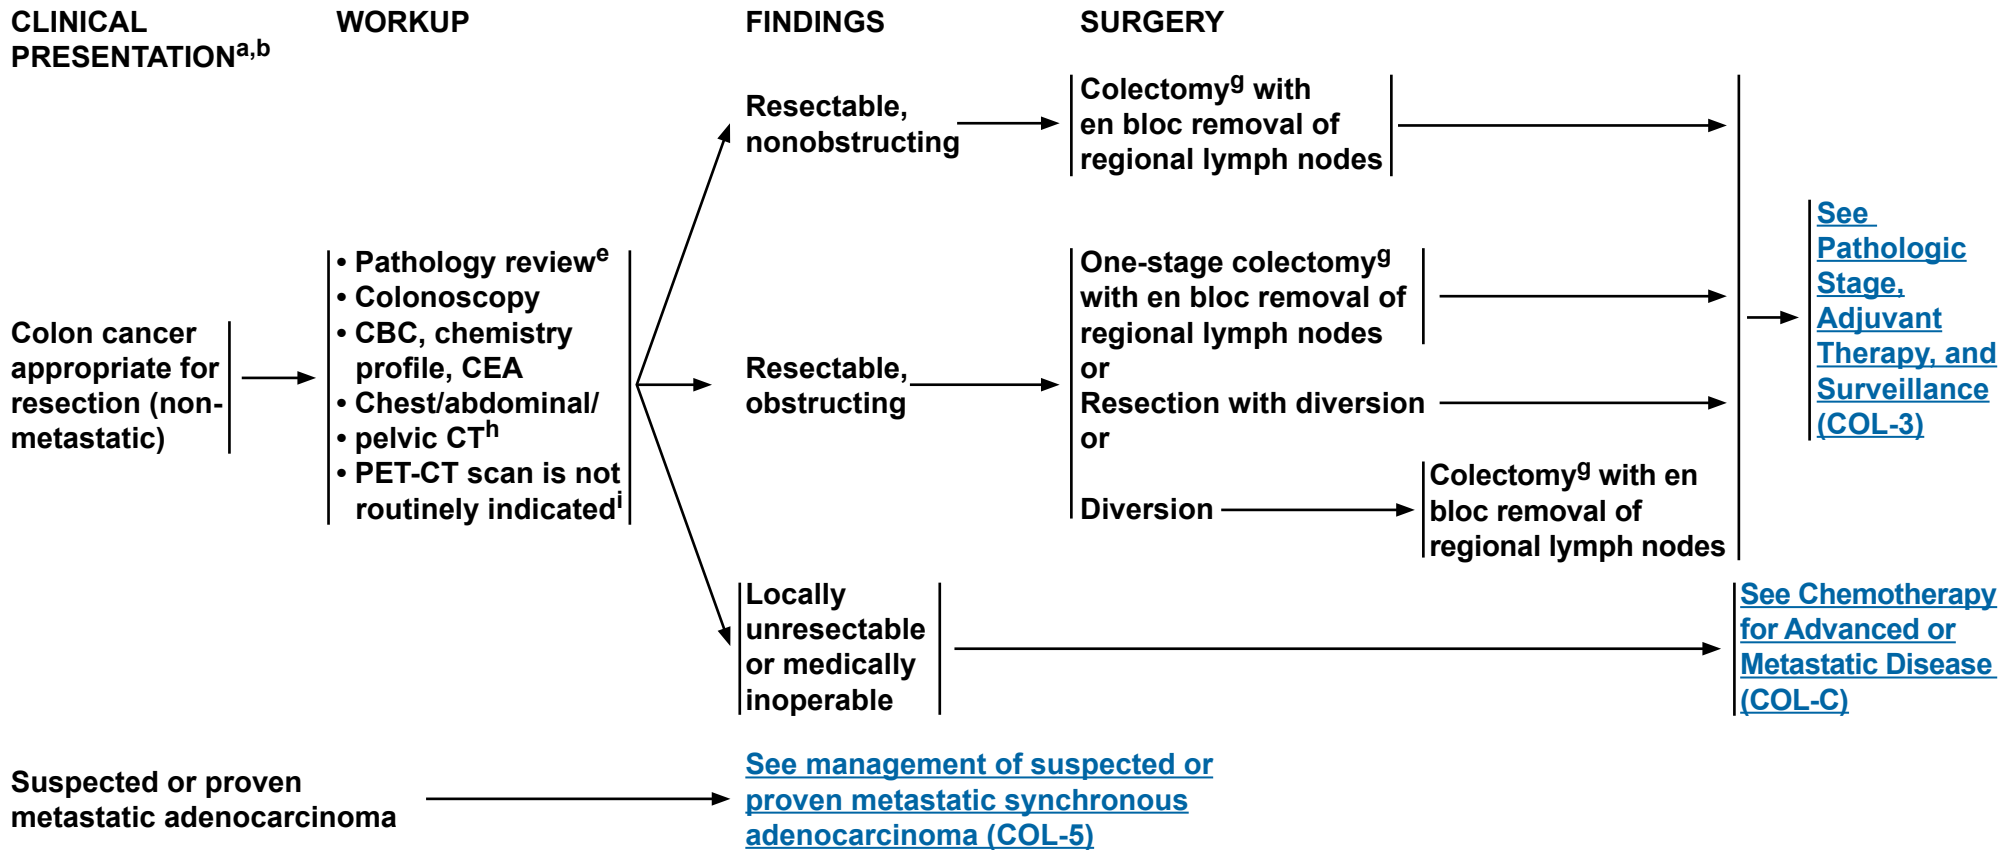 CLINICAL
PRESENTATIONa,b
WORKUP
FINDINGS
SURGERY
Colon cancer
appropriate for
resection (non-
metastatic)
• Pathology reviewe
• Colonoscopy
• CBC, chemistry
profile, CEA
• Chest/abdominal/
• pelvic CTh
• PET-CT scan is not
routinely indicatedi
Resectable,
nonobstructing
Colectomyg with
en bloc removal of
regional lymph nodes
Resectable,
obstructing
One-stage colectomyg
with en bloc removal of
regional lymph nodes
or
Resection with diversion
or
Diversion
Colectomyg with en
bloc removal of
regional lymph nodes
See
Pathologic
Stage,
Adjuvant
Therapy, and
Surveillance
(COL-3)
Locally
unresectable
or medically
inoperable
See Chemotherapy
for Advanced or
Metastatic Disease
(COL-C)
Suspected or proven
metastatic adenocarcinoma
See management of suspected or
proven metastatic synchronous
adenocarcinoma (COL-5)